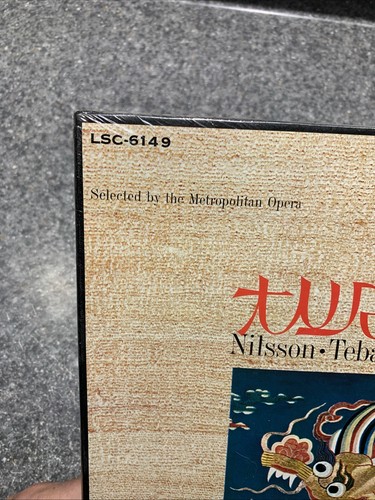 LSC-6149
Selected by the Metropolitan Opera
Nilsson · Teba